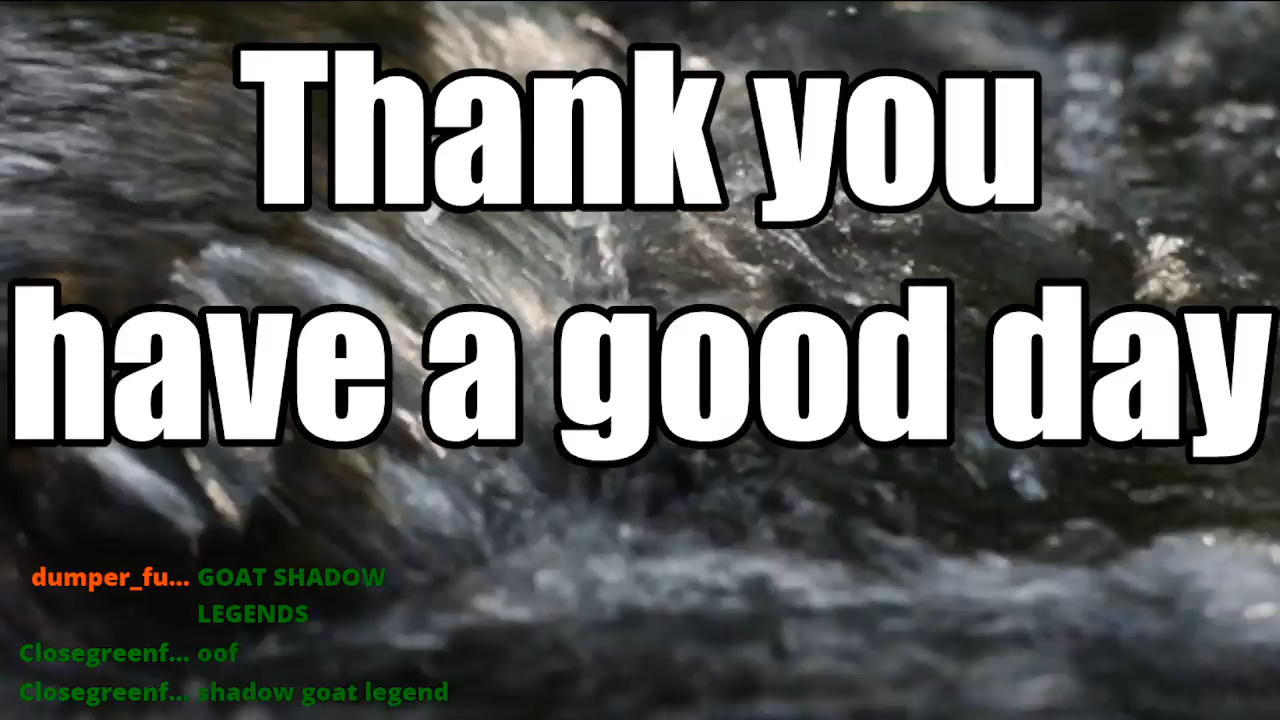 Thank you
have a good day
dumper_fu... GOAT SHADOW
LEGENDS
Closegreenf... oof
Closegreenf... shadow goat legend